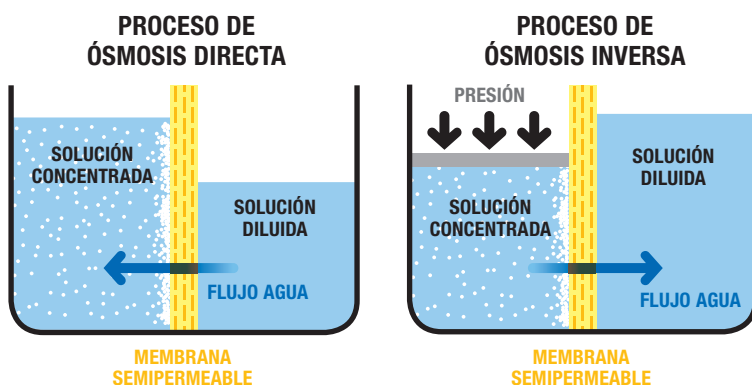 PROCESO DE
ÓSMOSIS DIRECTA
SOLUCIÓN
CONCENTRADA
SOLUCIÓN
DILUIDA
FLUJO AGUA
MEMBRANA
SEMIPERMEABLE
PROCESO DE
ÓSMOSIS INVERSA
PRESIÓN
SOLUCIÓN
CONCENTRADA
SOLUCIÓN
DILUIDA
FLUJO AGUA
MEMBRANA
SEMIPERMEABLE